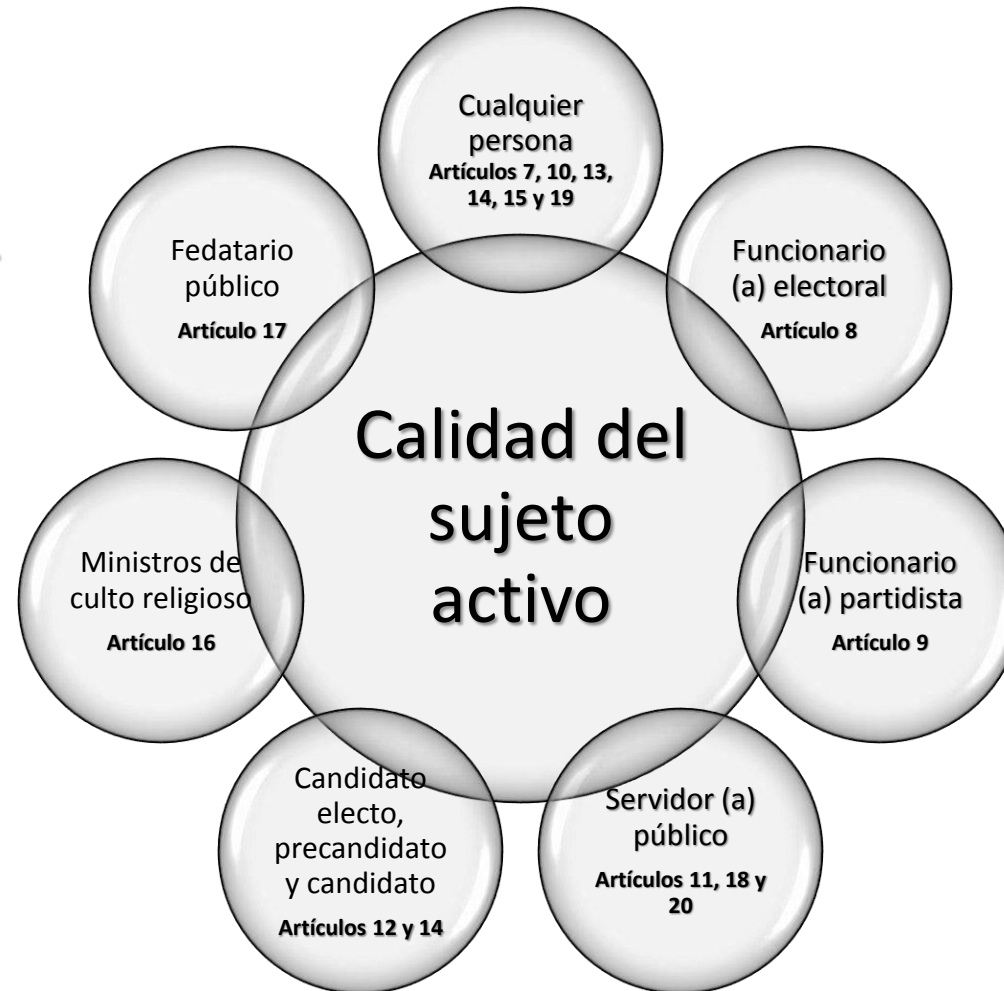 Cualquier
persona
Artículos 7, 10, 13,
14, 15 y 19
Funcionario
(a) electoral
Artículo 8
Funcionario
(a) partidista
Artículo 9
Servidor (a)
público
Artículos 11, 18 y
20
Candidato
electo,
precandidato
y candidato
Artículos 12 y 14
Ministros de
culto religioso
Artículo 16
Fedatario
público
Artículo 17
Calidad del
sujeto
activo